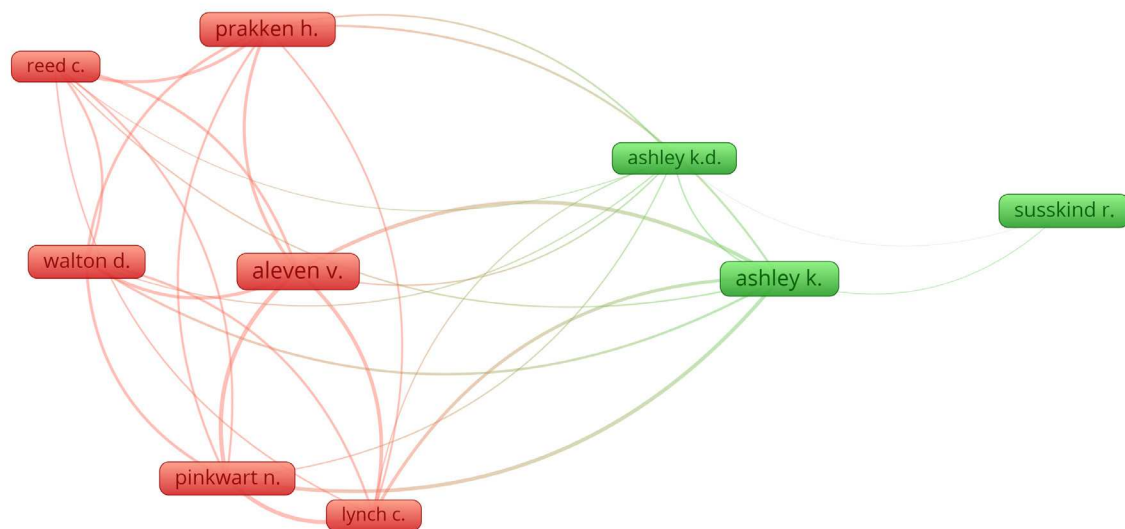 prakken h.
reed c.
ashley k.d.
susskind r.
walton d.
aleven v.
ashley k.
pinkwart n.
lynch c.